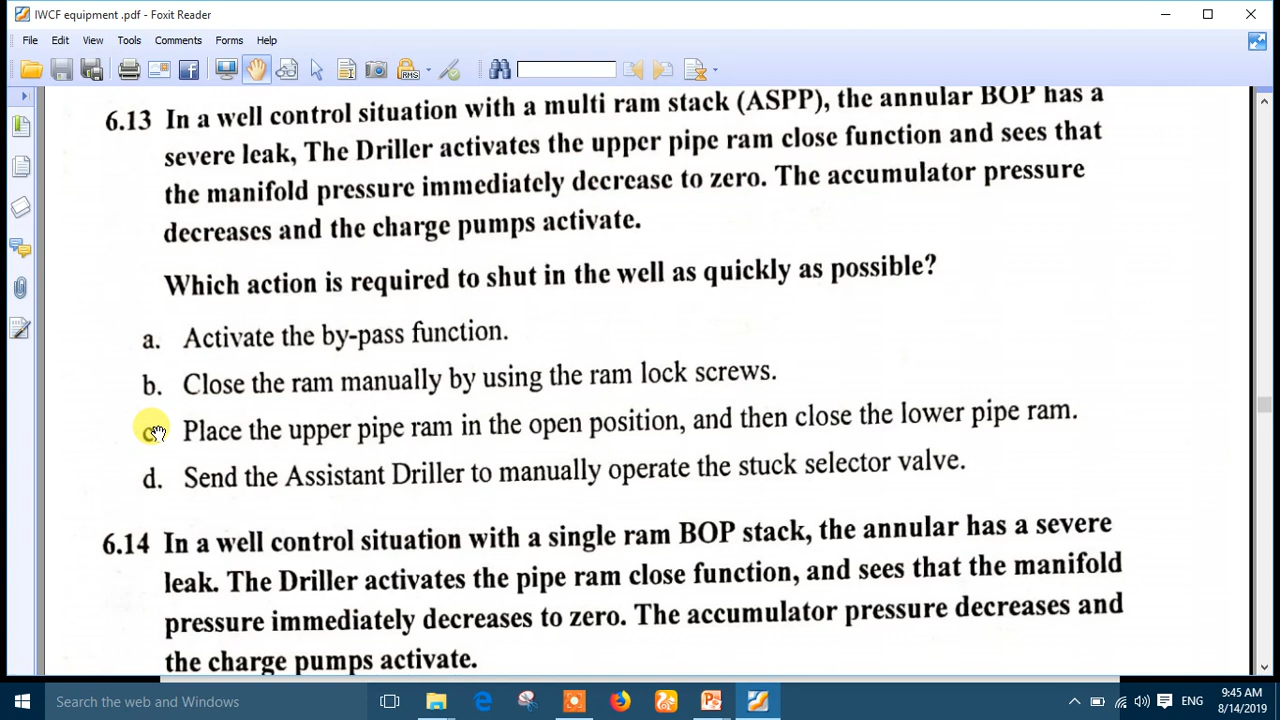 IWCF equipment .pdf - Foxit Reader
File Edit View Tools Comments Forms Help
6.13 In a well control situation with a multi ram stack (ASPP), the annular BOP has a
severe leak, The Driller activates the upper pipe ram close function and sees that
the manifold pressure immediately decrease to zero. The accumulator pressure
decreases and the charge pumps activate.
Which action is required to shut in the well as quickly as possible?
a. Activate the by-pass function.
b. Close the ram manually by using the ram lock screws.
c. Place the upper pipe ram in the open position, and then close the lower pipe ram.
d. Send the Assistant Driller to manually operate the stuck selector valve.
6.14 In a well control situation with a single ram BOP stack, the annular has a severe
leak. The Driller activates the pipe ram close function, and sees that the manifold
pressure immediately decreases to zero. The accumulator pressure decreases and
the charge pumps activate.
Search the web and Windows
ENG
9:45 AM
8/14/2019